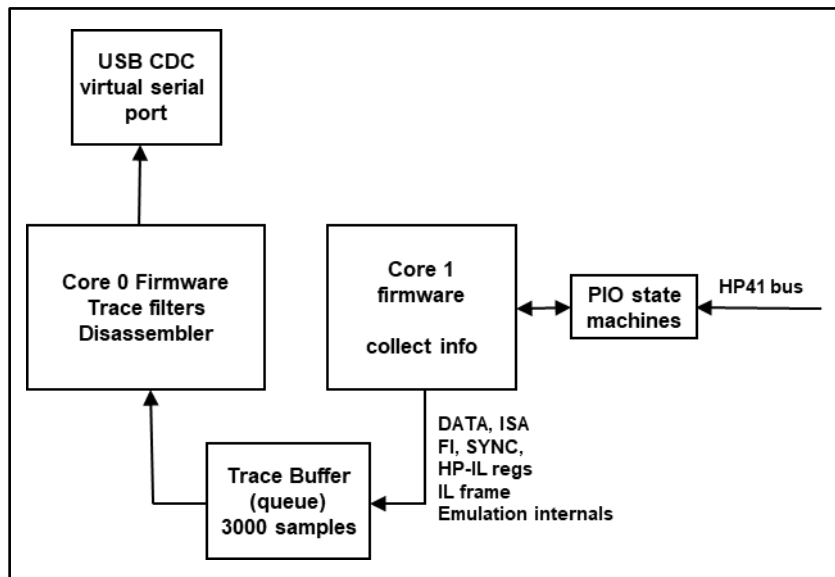 USB CDC
virtual serial
port
Core 0 Firmware
Trace filters
Disassembler
Core 1
firmware
collect info
PIO state
machines
HP41 bus
DATA, ISA
FI, SYNC,
HP-IL regs
IL frame
Emulation internals
Trace Buffer
(queue)
3000 samples